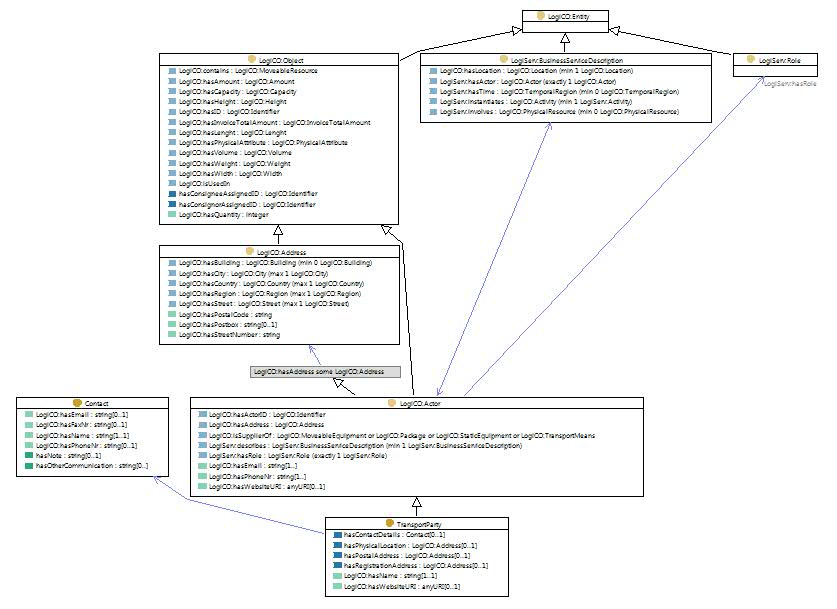 LogiCO:Entity
LogiCO:Object
LogiCO:contains : LogiCO:MoveableResource
LogiCO:hasAmount : LogiCO:Amount
LogiCO:hasCapacity : LogiCO:Capacity
LogiCO:hasHeight : LogiCO:Height
LogiCO:hasID : LogiCO:Identifier
LogiCO:hasInvoiceTotalAmount : LogiCO:InvoiceTotalAmount
LogiCO:hasLenght : LogiCO:Lenght
LogiCO:hasPhysicalAttribute : LogiCO:PhysicalAttribute
LogiCO:hasVolume : LogiCO:Volume
LogiCO:hasWeight : LogiCO:Weight
LogiCO:hasWidth : LogiCO:Width
LogiCO:isUsedIn
hasConsigneeAssignedID : LogiCO:Identifier
hasConsignorAssignedID : LogiCO:Identifier
LogiCO:hasQuantity : integer
LogiServ:BusinessServiceDescription
LogiCO:hasLocation : LogiCO:Location (min 1 LogiCO:Location)
LogiServ:hasActor : LogiCO:Actor (exactly 1 LogiCO:Actor)
LogiServ:hasTime : LogiCO:TemporalRegion (min 0 LogiCO:TemporalRegion)
LogiServ:instantiates : LogiCO:Activity (min 1 LogiServ:Activity)
LogiServ:involves : LogiCO:PhysicalResource (min 0 LogiCO:PhysicalResource)
LogiServ:Role
LogiServ:hasRole
LogiCO:Address
LogiCO:hasBuilding : LogiCO:Building (min 0 LogiCO:Building)
LogiCO:hasCity : LogiCO:City (max 1 LogiCO:City)
LogiCO:hasCountry : LogiCO:Country (max 1 LogiCO:Country)
LogiCO:hasRegion : LogiCO:Region (max 1 LogiCO:Region)
LogiCO:hasStreet : LogiCO:Street (max 1 LogiCO:Street)
LogiCO:hasPostalCode : string
LogiCO:hasPostbox : string[0..1]
LogiCO:hasStreetNumber : string
LogiCO:hasAddress some LogiCO:Address
Contact
LogiCO:hasEmail : string[0..1]
LogiCO:hasFaxNr : string[0..1]
LogiCO:hasName : string[1..1]
LogiCO:hasPhoneNr : string[0..1]
hasNote : string[0..1]
hasOtherCommunication : string[0..]
LogiCO:Actor
LogiCO:hasActorID : LogiCO:Identifier
LogiCO:hasAddress : LogiCO:Address
LogiCO:isSupplierOf : LogiCO:MoveableEquipment or LogiCO:Package or LogiCO:StaticEquipment or LogiCO:TransportMeans
LogiServ:describes : LogiServ:BusinessServiceDescription (min 1 LogiServ:BusinessServiceDescription)
LogiServ:hasRole : LogiServ:Role (exactly 1 LogiServ:Role)
LogiCO:hasEmail : string[1..]
LogiCO:hasPhoneNr : string[1..]
LogiCO:hasWebsiteURI : anyURI[0..1]
TransportParty
hasContactDetails : Contact[0..1]
hasPhysicalLocation : LogiCO:Address[0..1]
hasPostalAddress : LogiCO:Address[0..1]
hasRegistrationAddress : LogiCO:Address[0..1]
LogiCO:hasName : string[1..1]
LogiCO:hasWebsiteURI : anyURI[0..1]